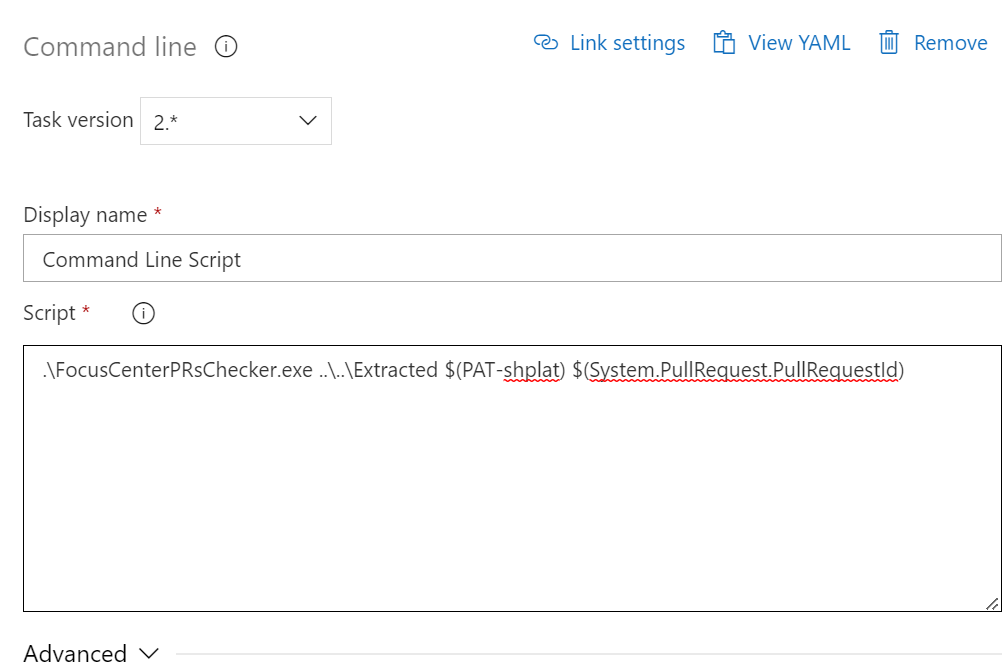 Command line
Link settings
View YAML
Remove
Task version 2.*
Display name *
Command Line Script
Script *
.\FocusCenterPRsChecker.exe ..\..\Extracted $(PAT-shplat) $(System.PullRequest.PullRequestId)
Advanced